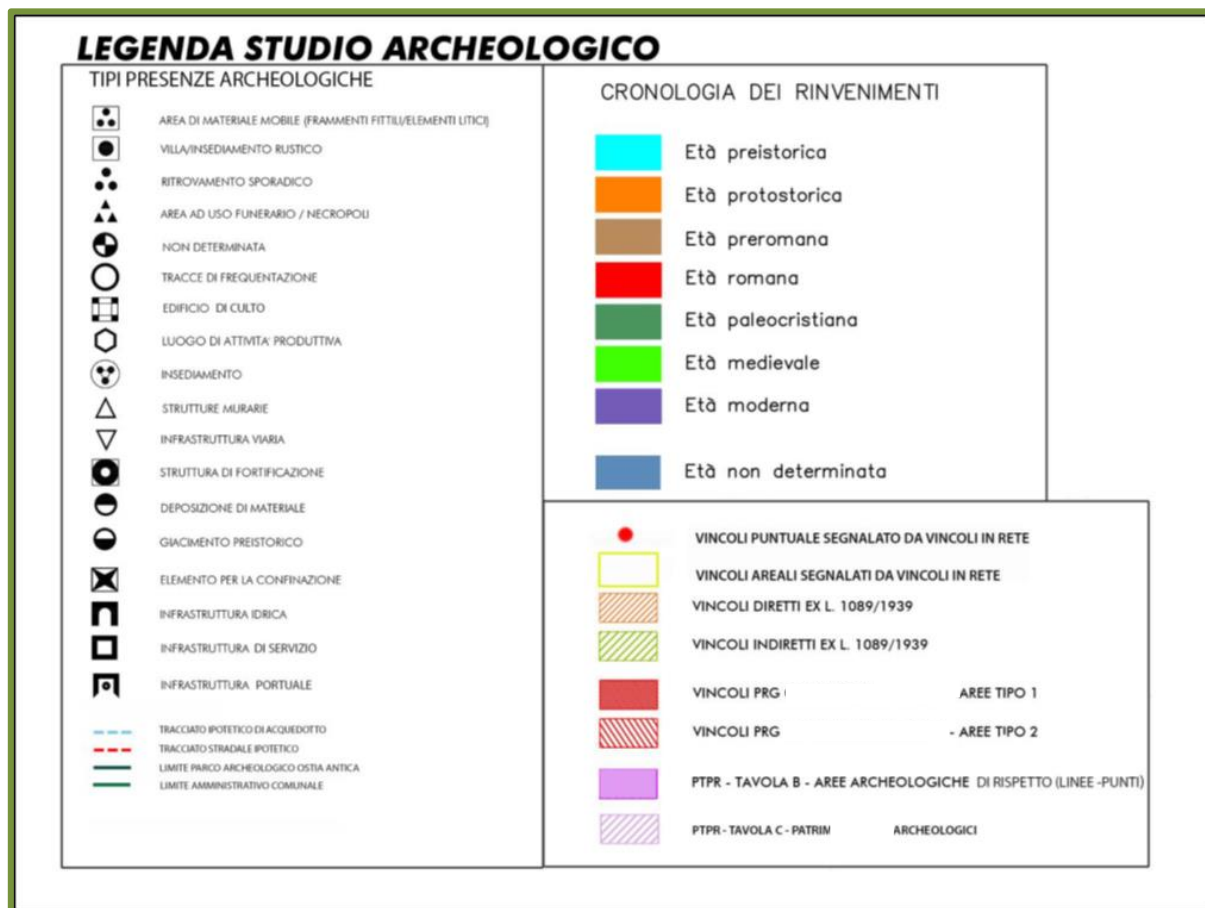 LEGENDA STUDIO ARCHEOLOGICO
TIPI PRESENZE ARCHEOLOGICHE
AREA DI MATERIALE MOBILE (FRAMMENTI FITTILI/ELEMENTI LITICI)
VILLA/INSEDIAMENTO RUSTICO
RITROVAMENTO SPORADICO
AREA AD USO FUNERARIO / NECROPOLI
NON DETERMINATA
TRACCE DI FREQUENTAZIONE
EDIFICIO DI CULTO
LUOGO DI ATTIVITA' PRODUTTIVA
INSEDIAMENTO
STRUTTURE MURARIE
INFRASTRUTTURA VIARIA
STRUTTURA DI FORTIFICAZIONE
DEPOSIZIONE DI MATERIALE
GIACIMENTO PREISTORICO
ELEMENTO PER LA CONFINAZIONE
INFRASTRUTTURA IDRICA
INFRASTRUTTURA DI SERVIZIO
INFRASTRUTTURA PORTUALE
TRACCIATO IPOTETICO DI ACQUEDOTTO
TRACCIATO STRADALE IPOTETICO
LIMITE PARCO ARCHEOLOGICO OSTIA ANTICA
LIMITE AMMINISTRATIVO COMUNALE
CRONOLOGIA DEI RINVENIMENTI
Età preistorica
Età protostorica
Età preromana
Età romana
Età paleocristiana
Età medievale
Età moderna
Età non determinata
VINCOLI PUNTUALE SEGNALATO DA VINCOLI IN RETE
VINCOLI AREALI SEGNALATI DA VINCOLI IN RETE
VINCOLI DIRETTI EX L. 1089/1939
VINCOLI INDIRETTI EX L. 1089/1939
VINCOLI PRG AREE TIPO 1
VINCOLI PRG - AREE TIPO 2
PTPR - TAVOLA B - AREE ARCHEOLOGICHE DI RISPETTO (LINEE -PUNTI)
PTPR - TAVOLA C - ARCHEOLOGICI